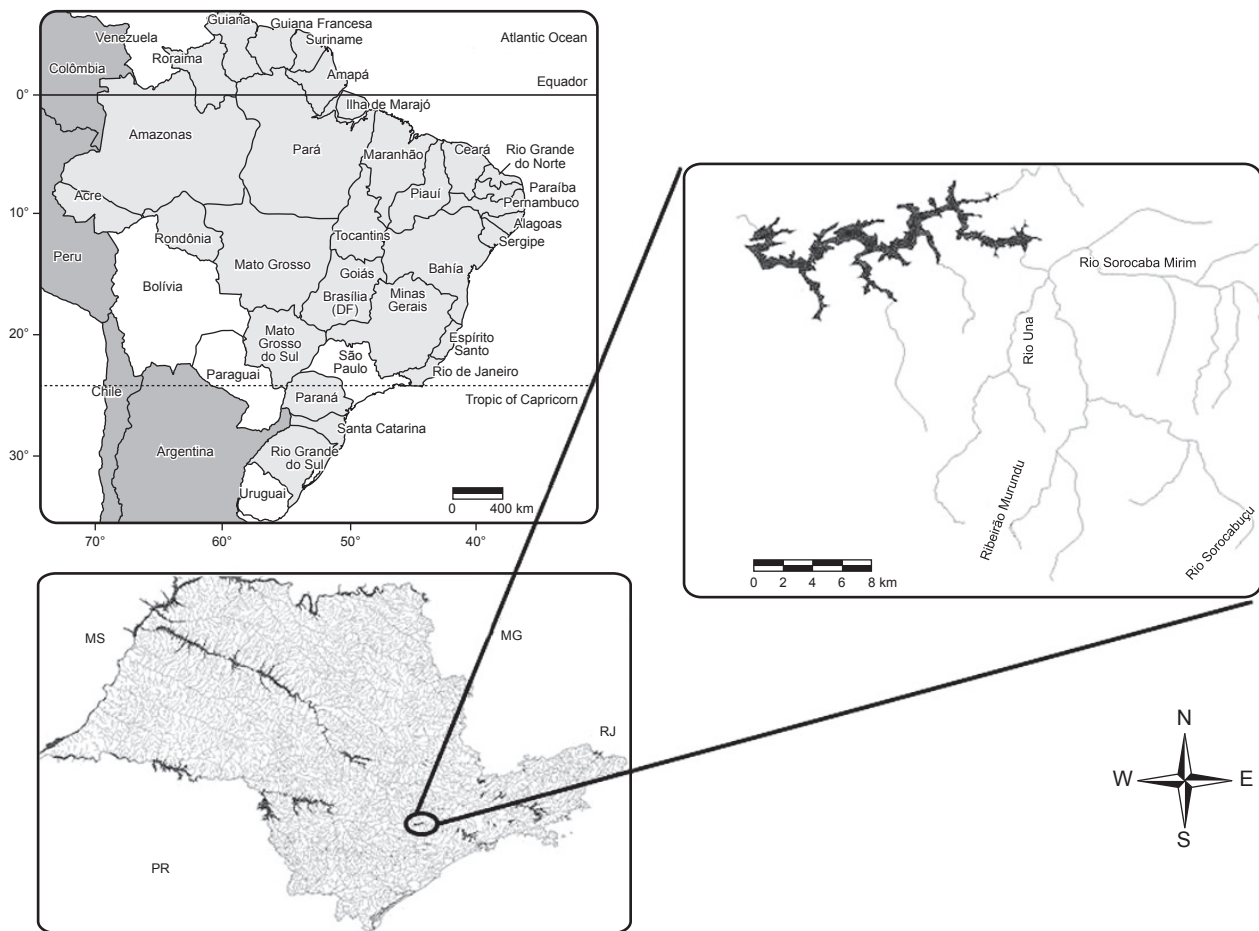 Guiana
Guiana Francesa
Venezuela
Suriname
Atlantic Ocean
Roraima
Colômbia
Amapá
Equador
0°
Ilha de Marajó
Amazonas
Pará
Maranhão
Ceará
Rio Grande
do Norte
Acre
Piauí
Paraíba
Pernambuco
10°
Alagoas
Rondônia
Tocantins
Sergipe
Peru
Mato Grosso
Bahía
Goiás
Bolívia
Brasília
(DF)
Minas
Gerais
20°
Mato
Grosso
do Sul
Espírito
Santo
São
Paulo
Paraguai
Rio de Janeiro
Chile
Paraná
Tropic of Capricorn
Santa Catarina
Argentina
Rio Grande
do Sul
30°
Uruguai
0 400 km
70° 60° 50° 40°
Rio Sorocaba Mirim
Rio Una
Ribeirão Murundu
Rio Sorocabuçu
0 2 4 6 8 km
MS
MG
RJ
PR
N
W E
S